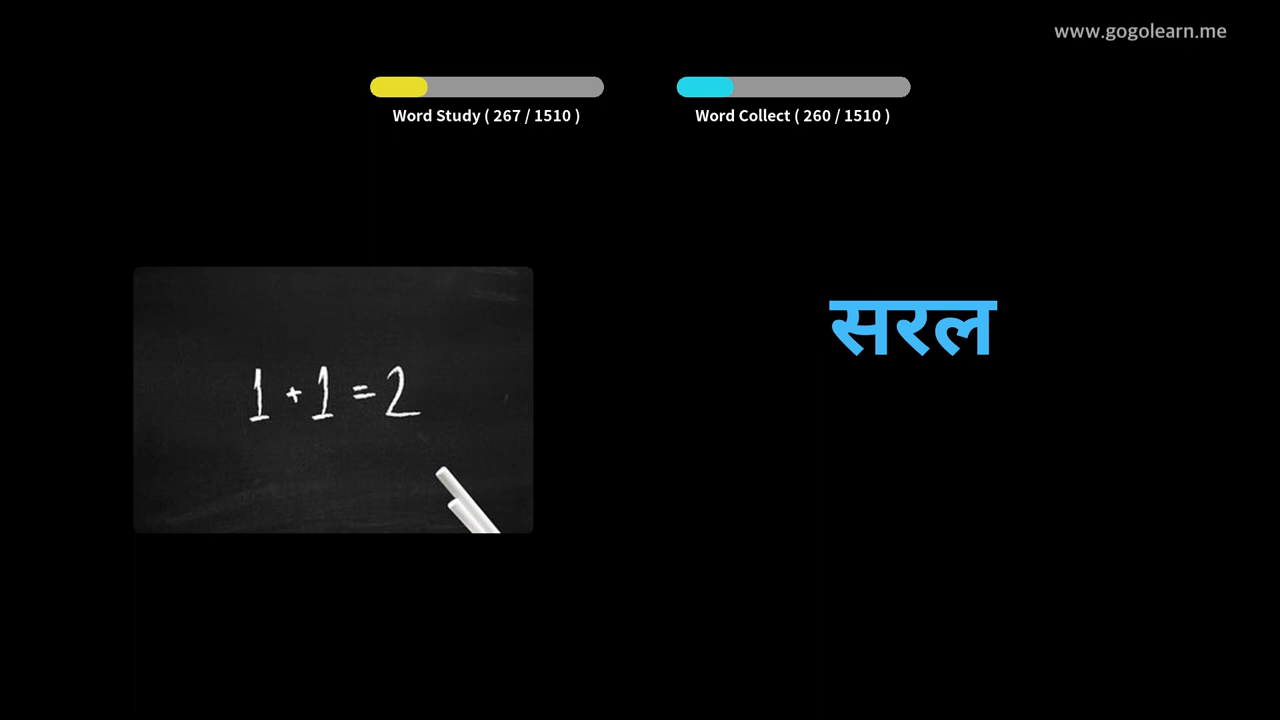 www.gogolearn.me
Word Study ( 267 / 1510 )
Word Collect ( 260 / 1510 )
1 + 1 = 2
सरल